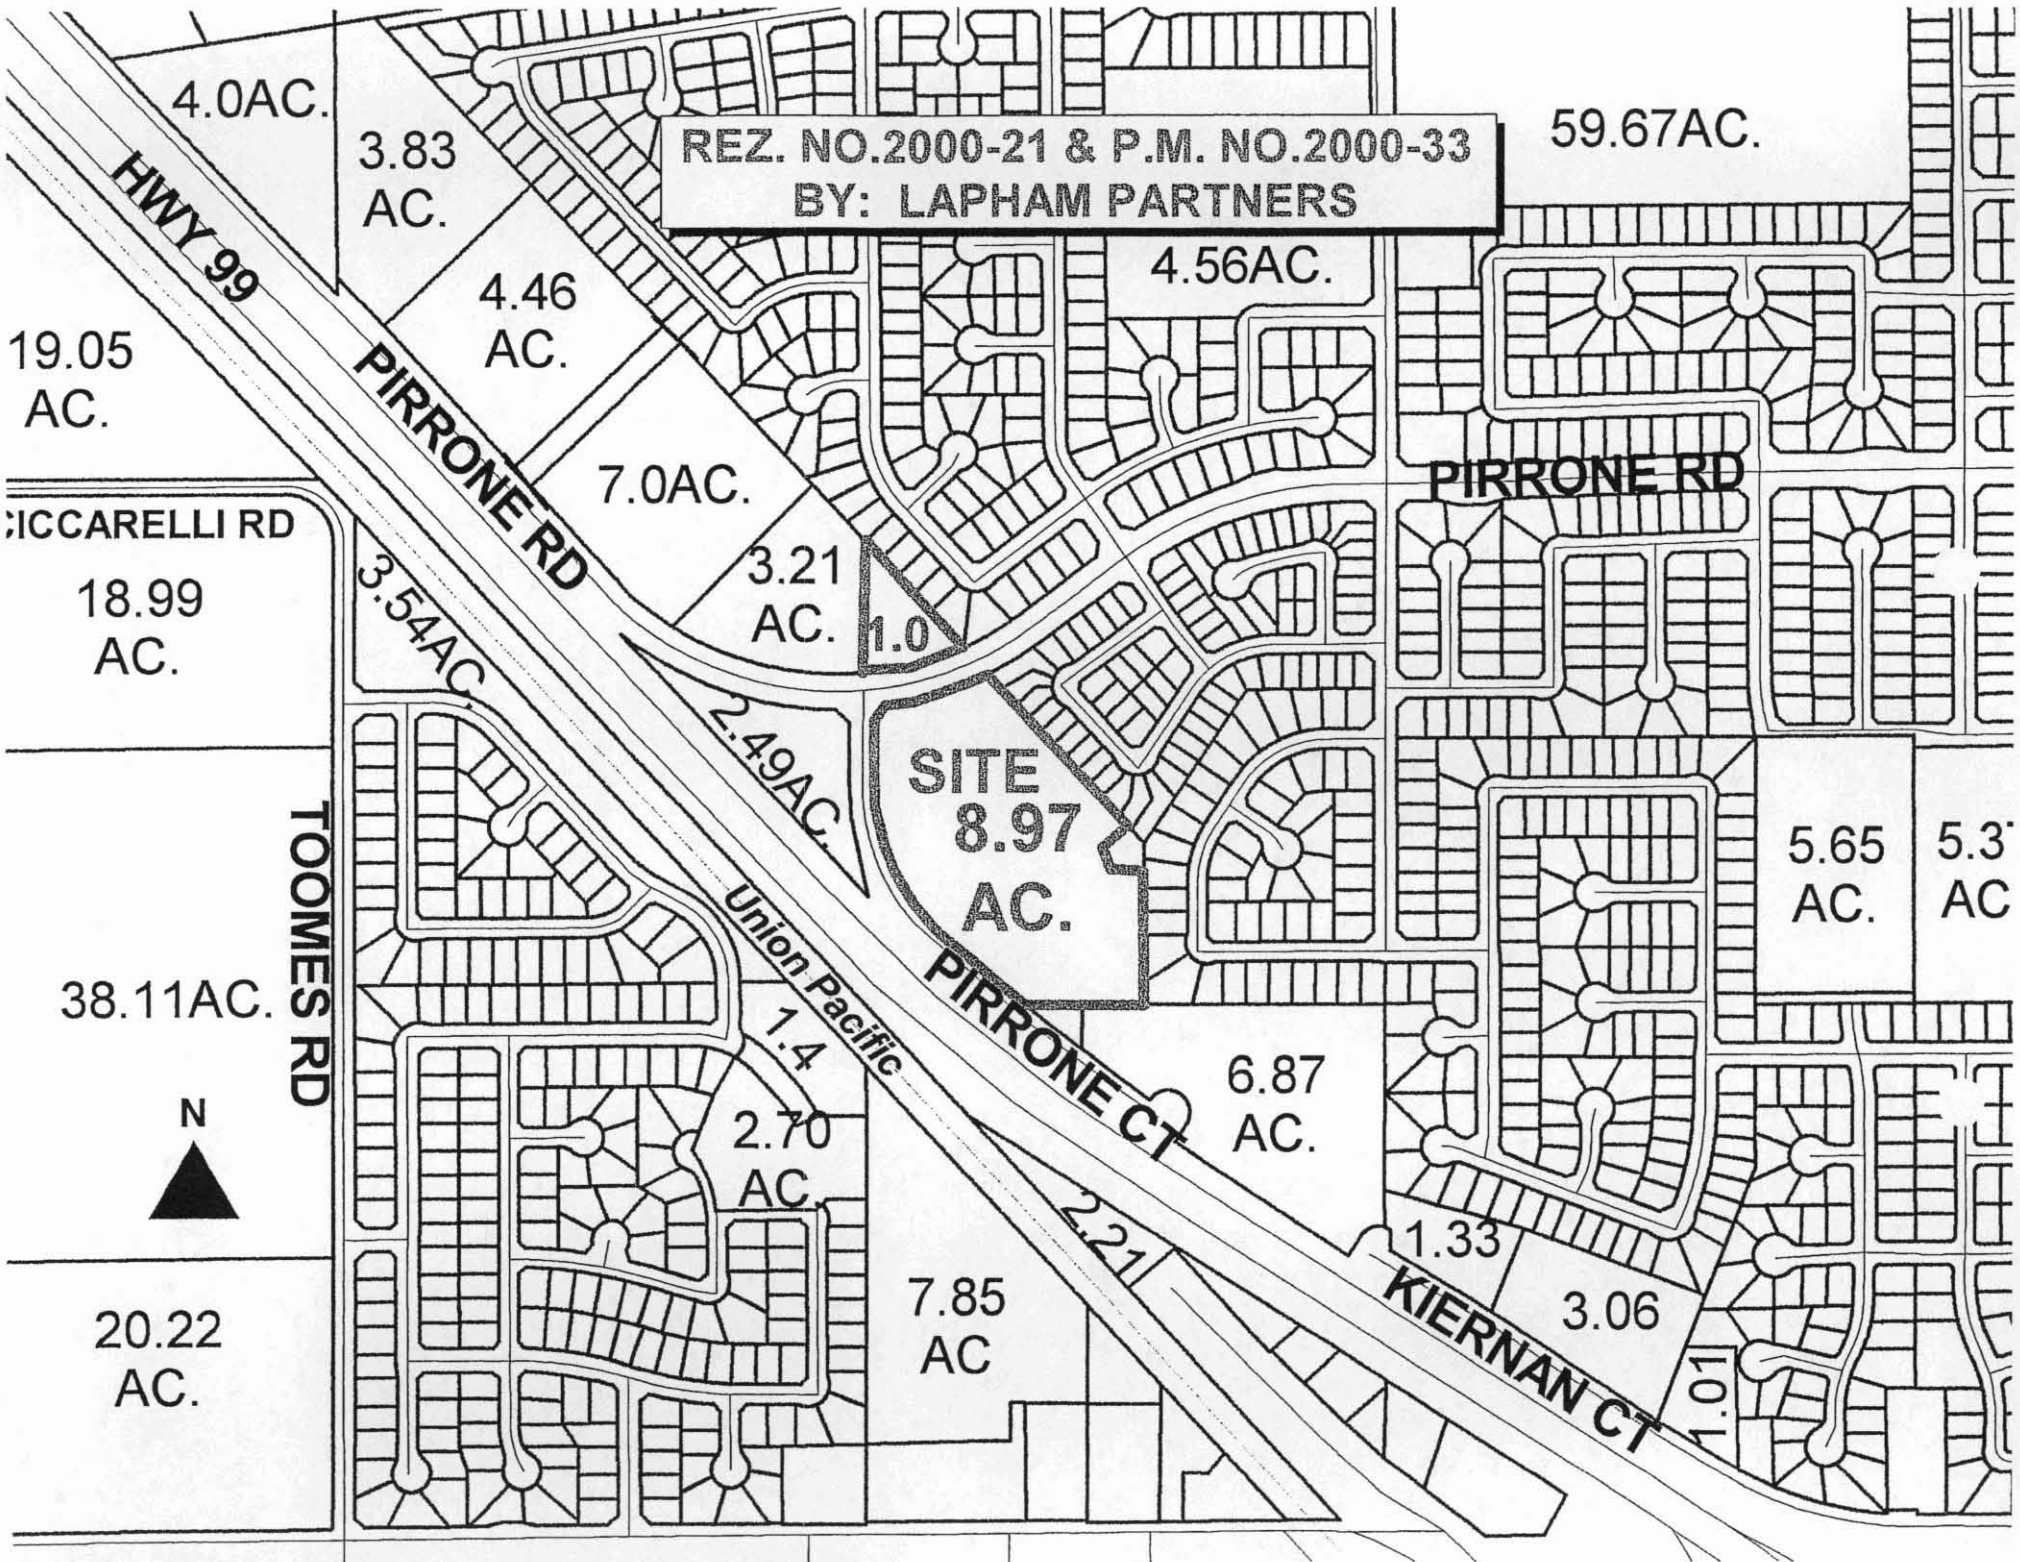 4.0AC.
3.83
AC.
REZ. NO.2000-21 & P.M. NO.2000-33
BY: LAPHAM PARTNERS
59.67AC.
HWY 99
4.46
AC.
4.56AC.
19.05
AC.
PIRRONE RD
7.0AC.
PIRRONE RD
CICCARELLI RD
18.99
AC.
3.54AC.
3.21
AC.
1.0
2.49AC.
SITE
8.97
AC.
5.65
AC.
5.3
AC
TOOMES RD
38.11AC.
Union Pacific
1.4
PIRRONE CT
6.87
AC.
N
2.70
AC.
2.21
1.33
3.06
KIERNAN CT
1.01
20.22
AC.
7.85
AC